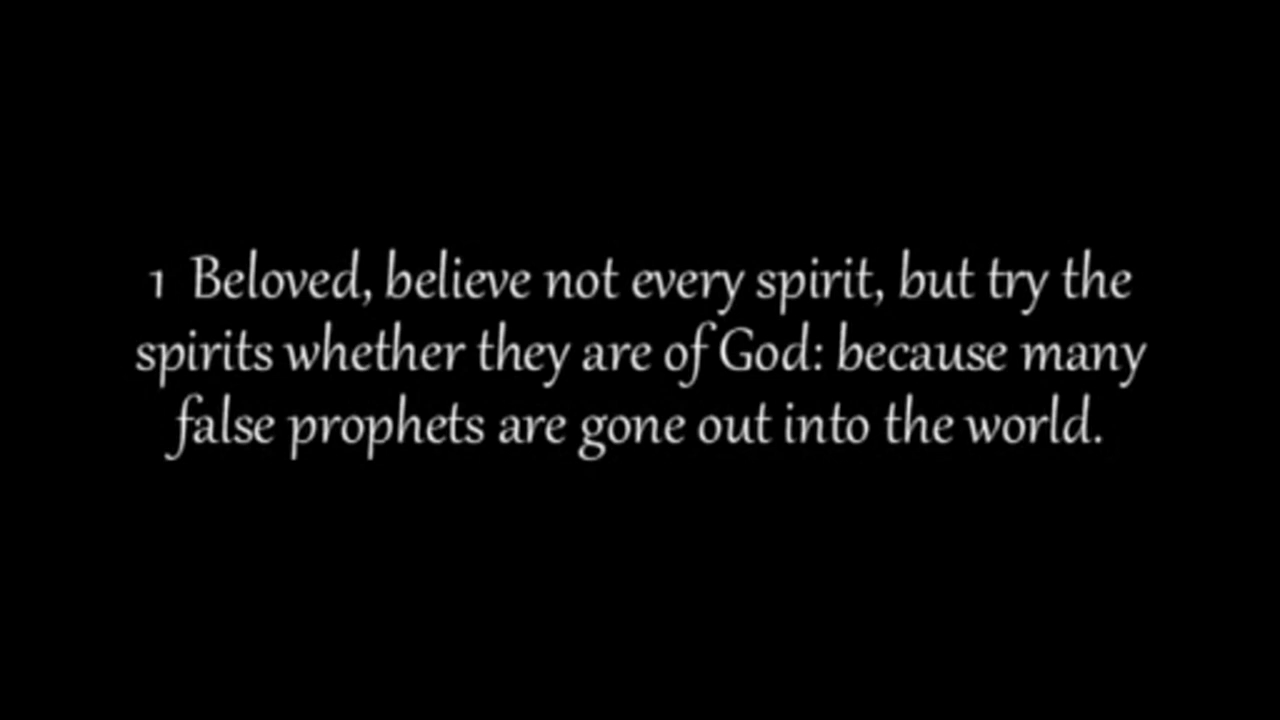 1 Beloved, believe not every spirit, but try the
spirits whether they are of God: because many
false prophets are gone out into the world.